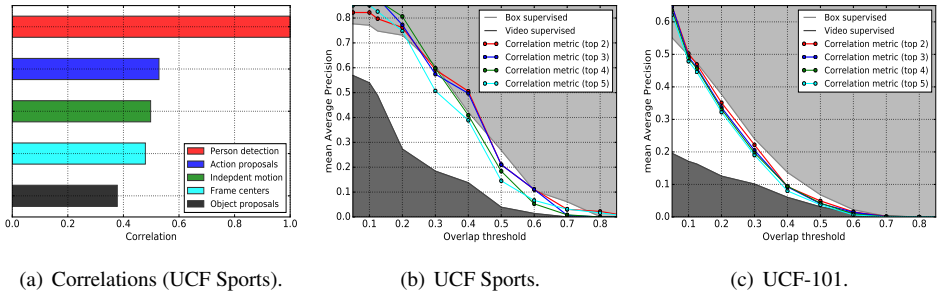 Person detection
Action proposals
Indepdent motion
Frame centers
Object proposals
0.0 0.2 0.4 0.6 0.8 1.0
Correlation
(a) Correlations (UCF Sports).
mean Average Precision
0.8
0.7
0.6
0.5
0.4
0.3
0.2
0.1
0.0
Box supervised
Video supervised
Correlation metric (top 2)
Correlation metric (top 3)
Correlation metric (top 4)
Correlation metric (top 5)
0.1 0.2 0.3 0.4 0.5 0.6 0.7 0.8
Overlap threshold
(b) UCF Sports.
mean Average Precision
0.6
0.5
0.4
0.3
0.2
0.1
0.0
Box supervised
Video supervised
Correlation metric (top 2)
Correlation metric (top 3)
Correlation metric (top 4)
Correlation metric (top 5)
0.1 0.2 0.3 0.4 0.5 0.6 0.7 0.8
Overlap threshold
(c) UCF-101.